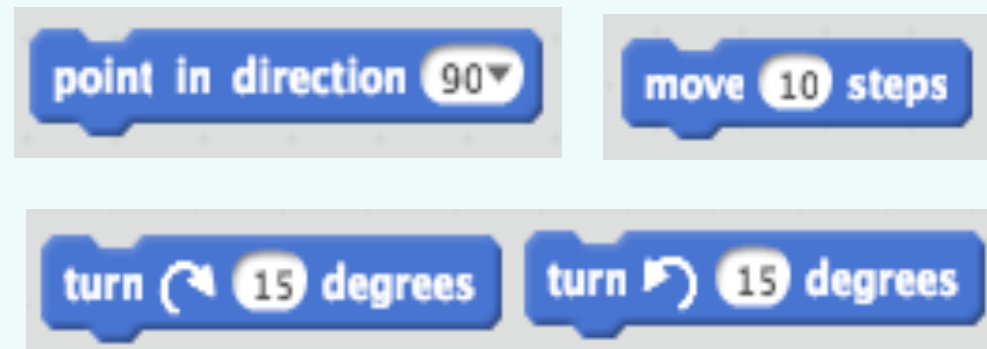 point in direction 90
move 10 steps
turn 15 degrees
turn 15 degrees